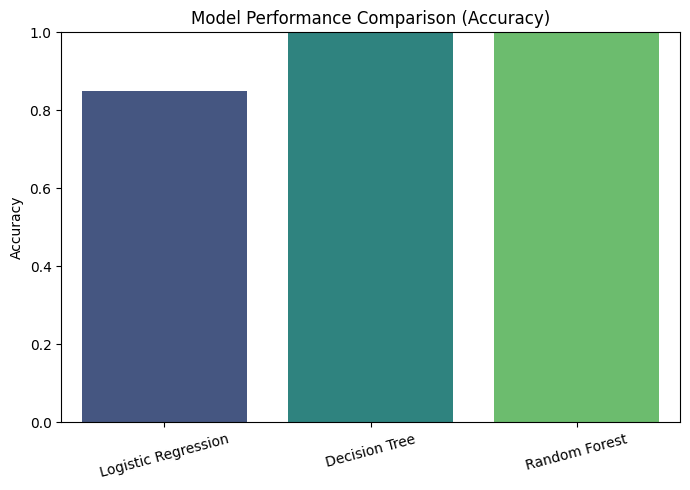 Model Performance Comparison (Accuracy)
1.0
0.8
0.6
0.4
0.2
0.0
Accuracy
Logistic Regression
Decision Tree
Random Forest